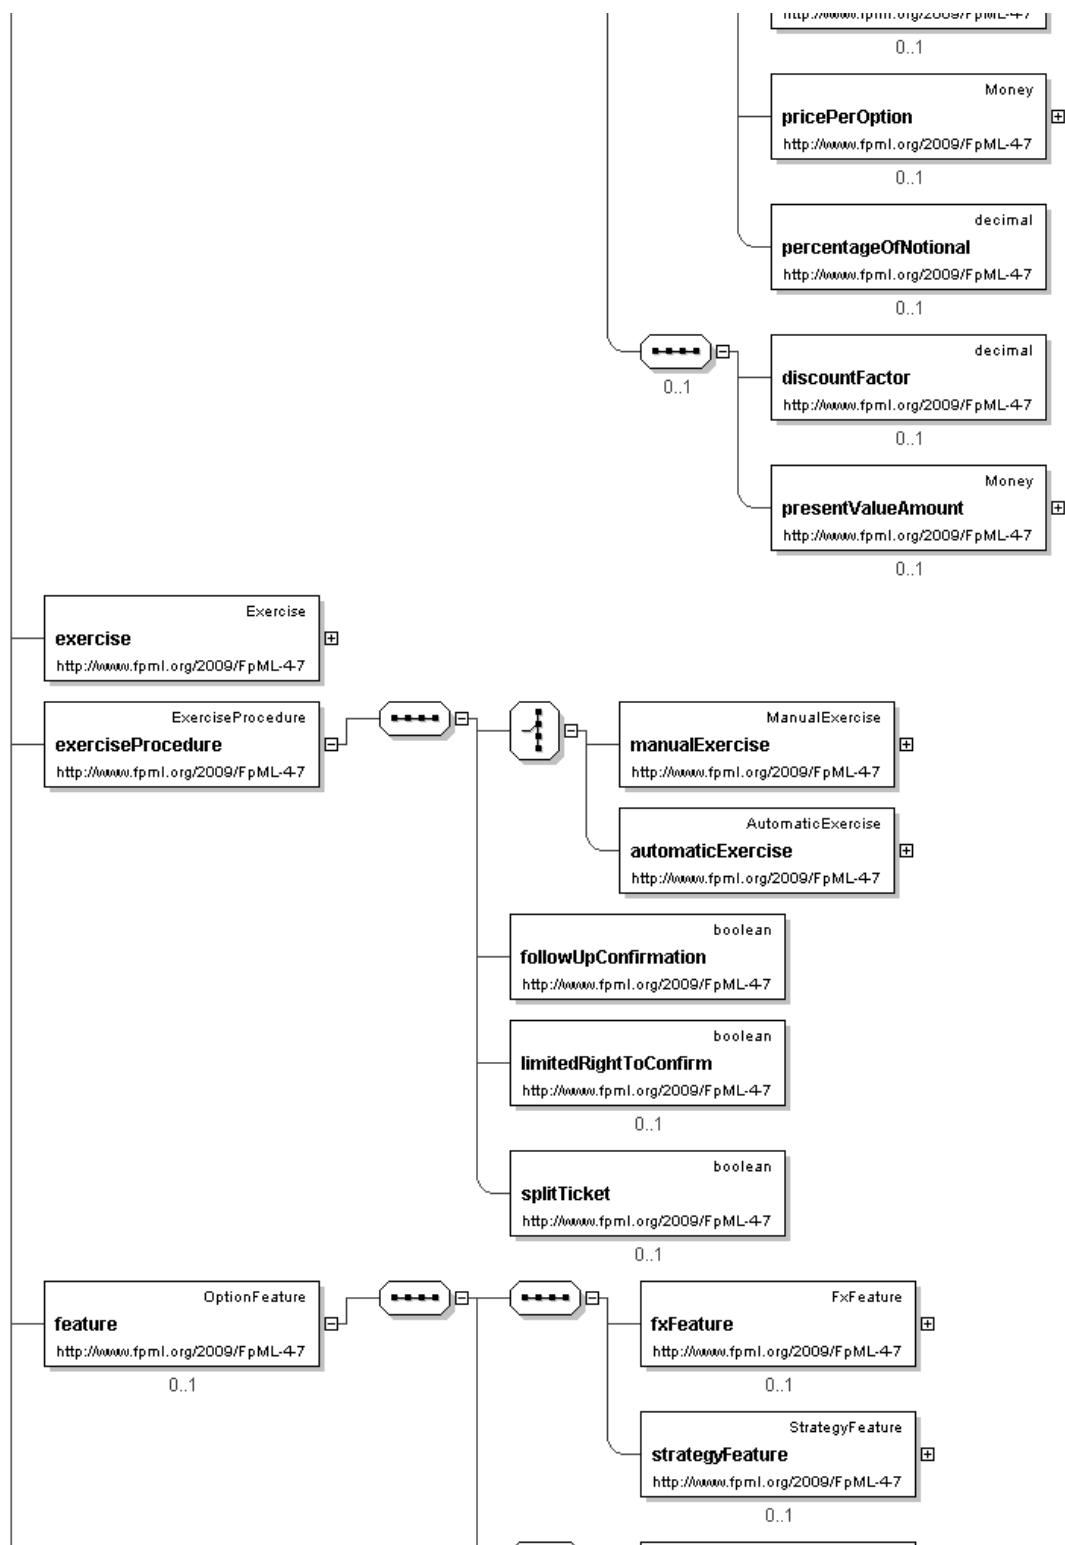 http://www.fpml.org/2009/FpML-4-7
0..1
Money
pricePerOption
http://www.fpml.org/2009/FpML-4-7
0..1
decimal
percentageOfNotional
http://www.fpml.org/2009/FpML-4-7
0..1
0..1
decimal
discountFactor
http://www.fpml.org/2009/FpML-4-7
0..1
Money
presentValueAmount
http://www.fpml.org/2009/FpML-4-7
0..1
Exercise
exercise
http://www.fpml.org/2009/FpML-4-7
ExerciseProcedure
exerciseProcedure
http://www.fpml.org/2009/FpML-4-7
ManualExercise
manualExercise
http://www.fpml.org/2009/FpML-4-7
AutomaticExercise
automaticExercise
http://www.fpml.org/2009/FpML-4-7
boolean
followUpConfirmation
http://www.fpml.org/2009/FpML-4-7
boolean
limitedRightToConfirm
http://www.fpml.org/2009/FpML-4-7
0..1
boolean
splitTicket
http://www.fpml.org/2009/FpML-4-7
0..1
OptionFeature
feature
http://www.fpml.org/2009/FpML-4-7
0..1
FxFeature
fxFeature
http://www.fpml.org/2009/FpML-4-7
0..1
StrategyFeature
strategyFeature
http://www.fpml.org/2009/FpML-4-7
0..1